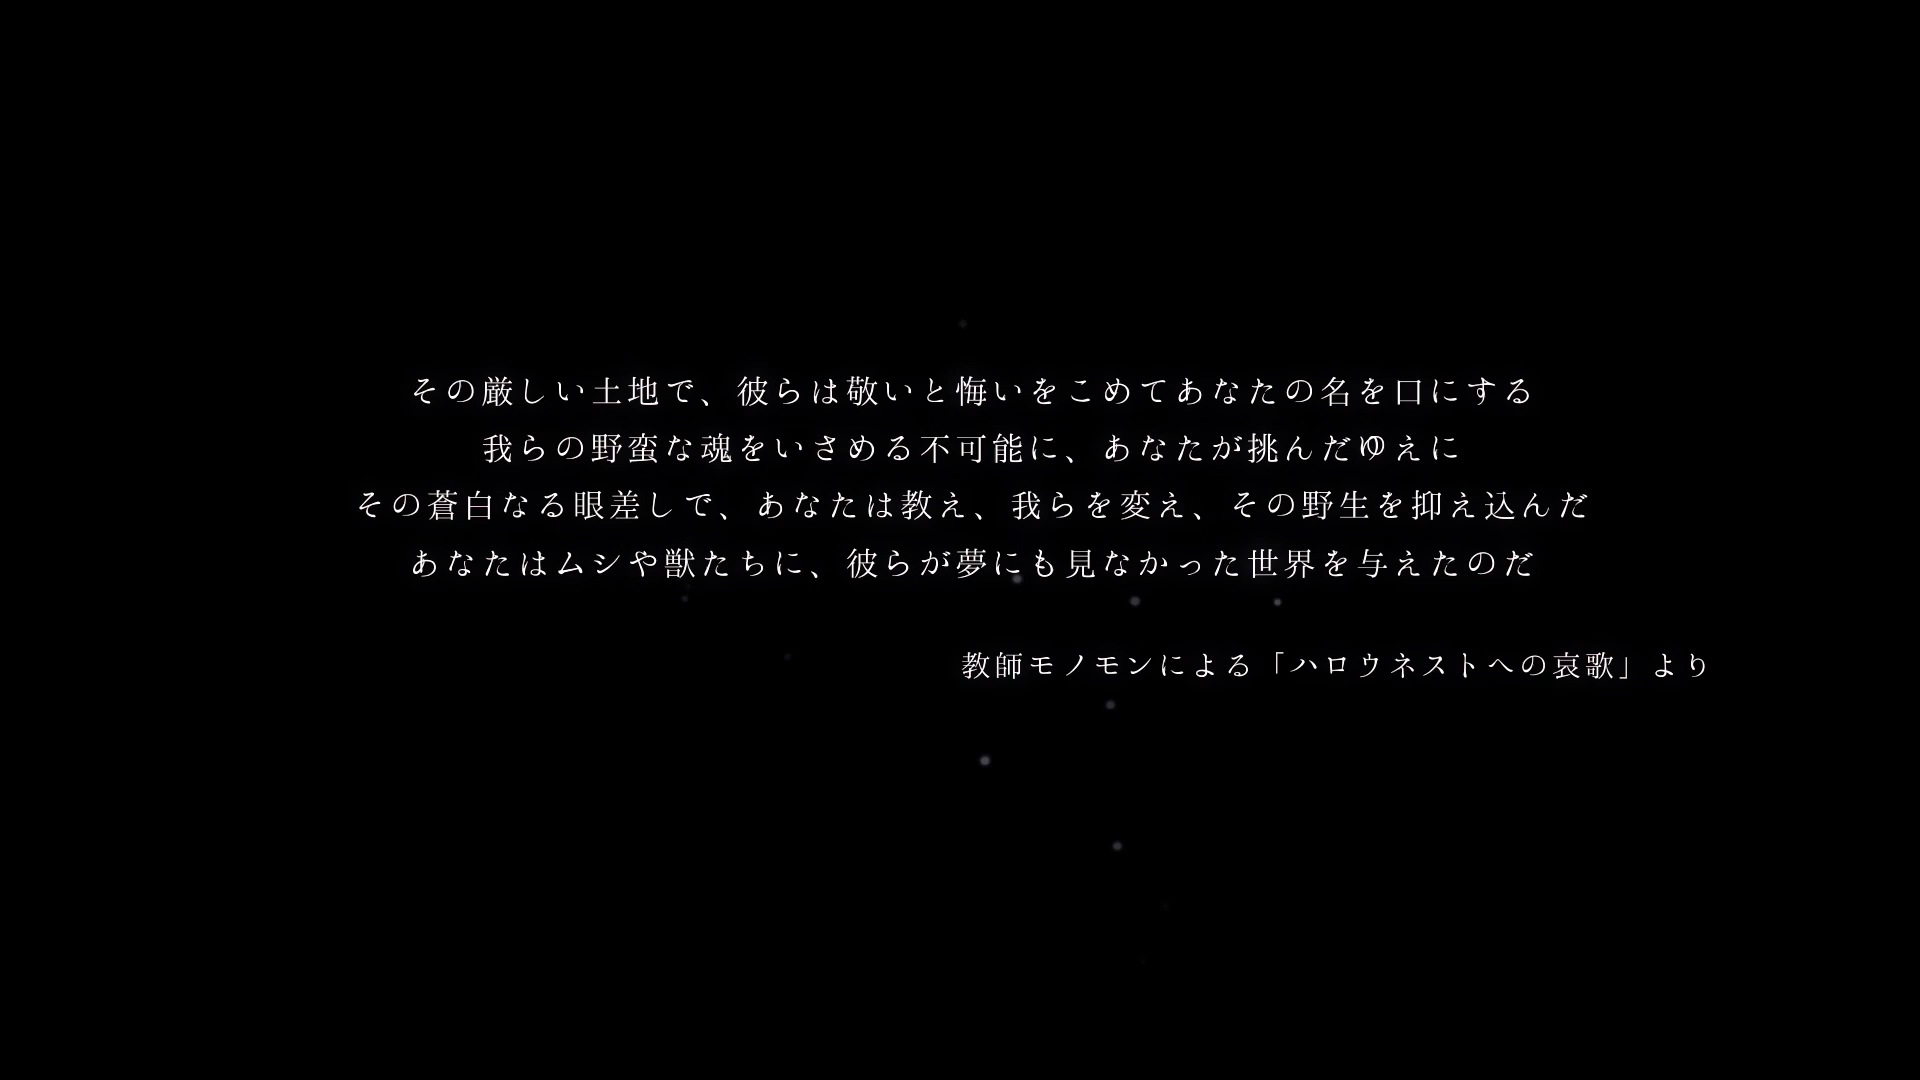 その厳しい土地で、彼らは敬いと悔いをこめてあなたの名を口にする
我らの野蛮な魂をいさめる不可能に、あなたが挑んだゆえに
その蒼白なる眼差しで、あなたは教え、我らを変え、その野生を抑え込んだ
あなたはムシや獣たちに、彼らが夢にも見なかった世界を与えたのだ
教師モノモンによる「ハロウネストへの哀歌」より